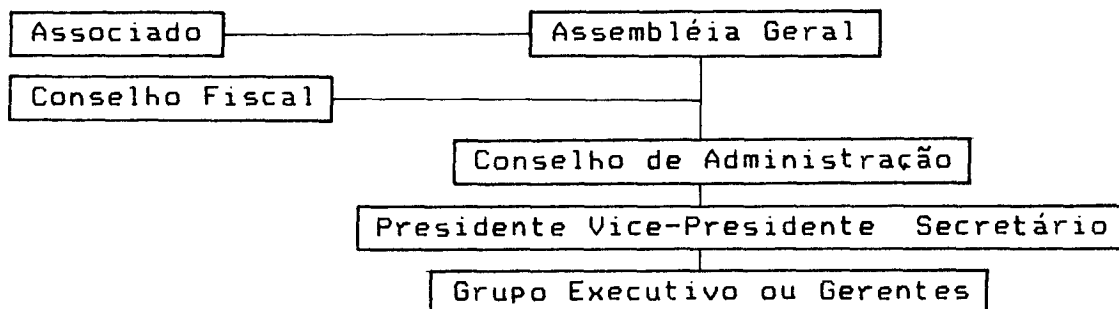 Associado Assembléia Geral
Conselho Fiscal
Conselho de Administração
Presidente Vice-Presidente Secretário
Grupo Executivo ou Gerentes